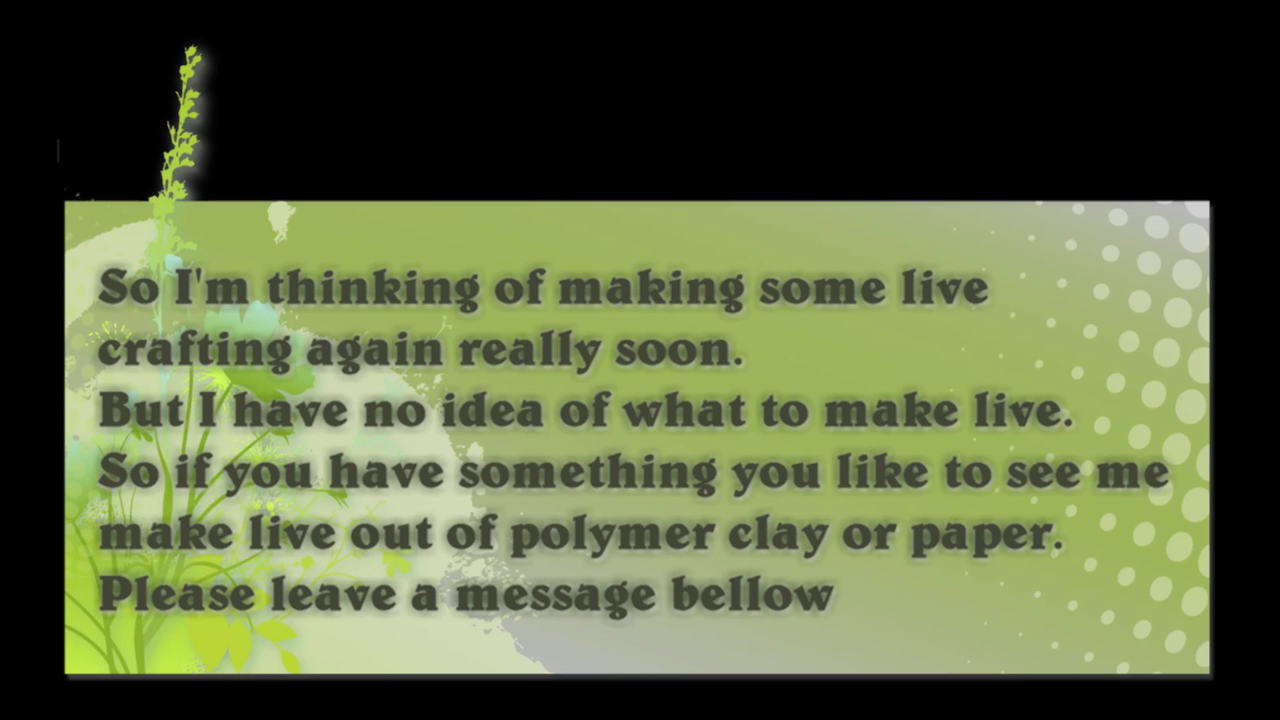 So I'm thinking of making some live
crafting again really soon.
But I have no idea of what to make live.
So if you have something you like to see me
make live out of polymer clay or paper.
Please leave a message bellow